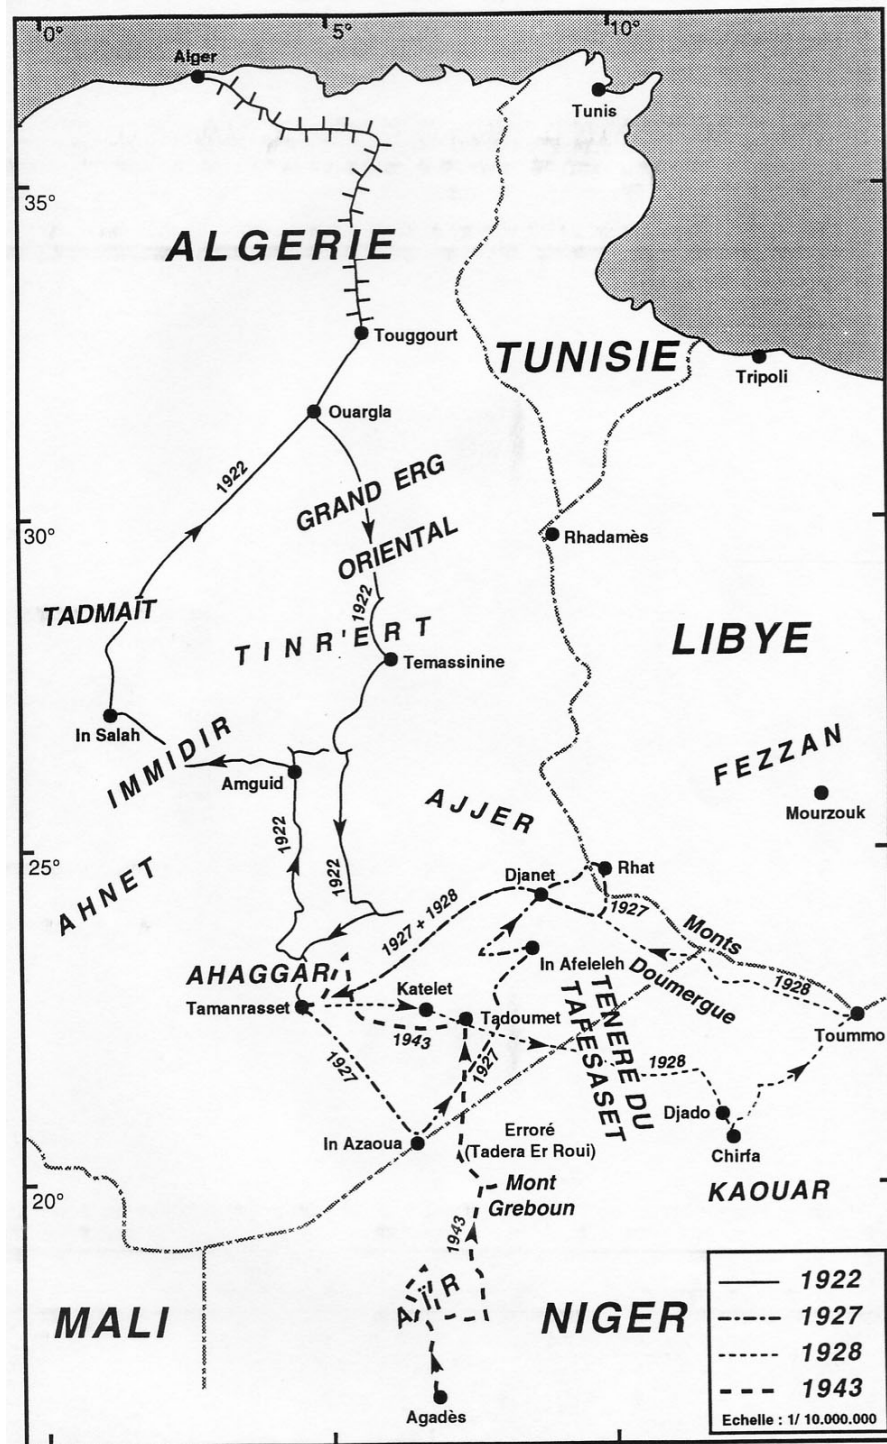 0°
5°
10°
Alger
Tunis
35°
ALGERIE
Touggourt
TUNISIE
Tripoli
Ouargla
1922
GRAND ERG
ORIENTAL
30°
Rhadamès
1922
TADMAÏT
TINR'ERT
LIBYE
Temassinine
In Salah
IMMIDIR
Amguid
FEZZAN
Mourzouk
AJJER
1922
1922
25°
AHNET
Djanet
Rhat
1927
1927 + 1928
Monts
Doumergue
In Afeleleh
AHAGGAR
Katelet
1928
Tamanrasset
Tadoumet
TENERE DU
TAPESASET
Toummo
1943
1927
1927
1928
Djado
In Azaoua
Erroré
(Tadera Er Roui)
Chirfa
20°
Mont
Greboun
KAOUAR
1943
AIR
MALI
NIGER
Agadès
1922
1927
1928
1943
Echelle : 1/ 10.000.000